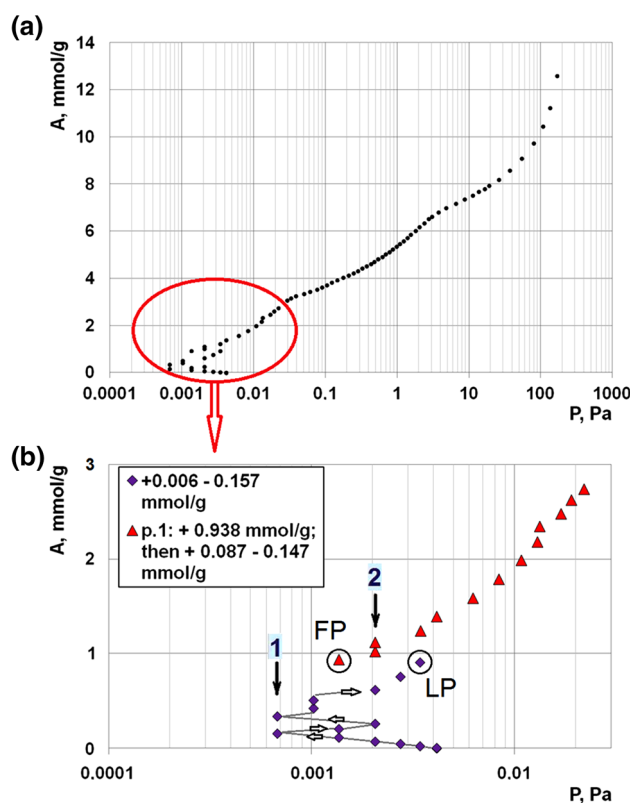 (a)
A, mmol/g
14
12
10
8
6
4
2
0
0.0001 0.001 0.01 0.1 1 10 100 1000
P, Pa
(b)
A, mmol/g
3
2
1
0
+0.006 - 0.157
mmol/g
p.1: + 0.938 mmol/g;
then + 0.087 - 0.147
mmol/g
2
FP
1
LP
0.0001 0.001 0.01
P, Pa